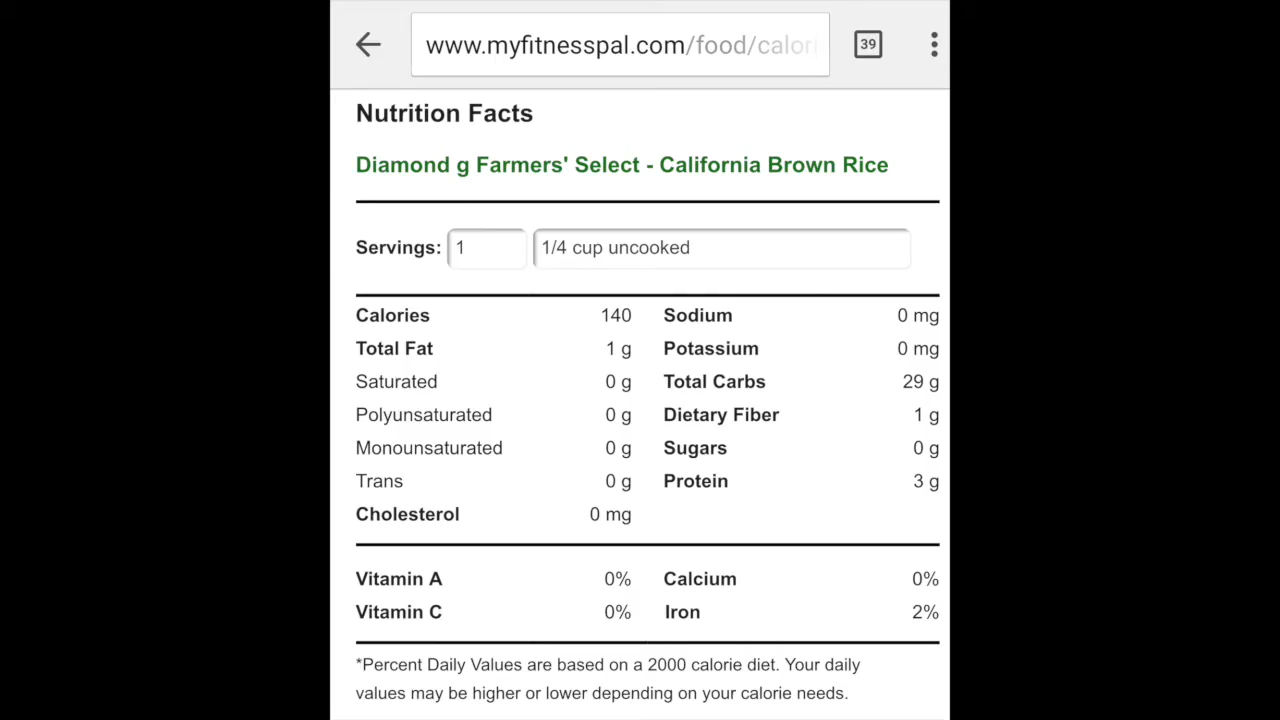 www.myfitnesspal.com/food/calori
39
Nutrition Facts
Diamond g Farmers' Select - California Brown Rice
Servings: 1 1/4 cup uncooked
Calories 140 Sodium 0 mg
Total Fat 1 g Potassium 0 mg
Saturated 0 g Total Carbs 29 g
Polyunsaturated 0 g Dietary Fiber 1 g
Monounsaturated 0 g Sugars 0 g
Trans 0 g Protein 3 g
Cholesterol 0 mg
Vitamin A 0% Calcium 0%
Vitamin C 0% Iron 2%
*Percent Daily Values are based on a 2000 calorie diet. Your daily
values may be higher or lower depending on your calorie needs.